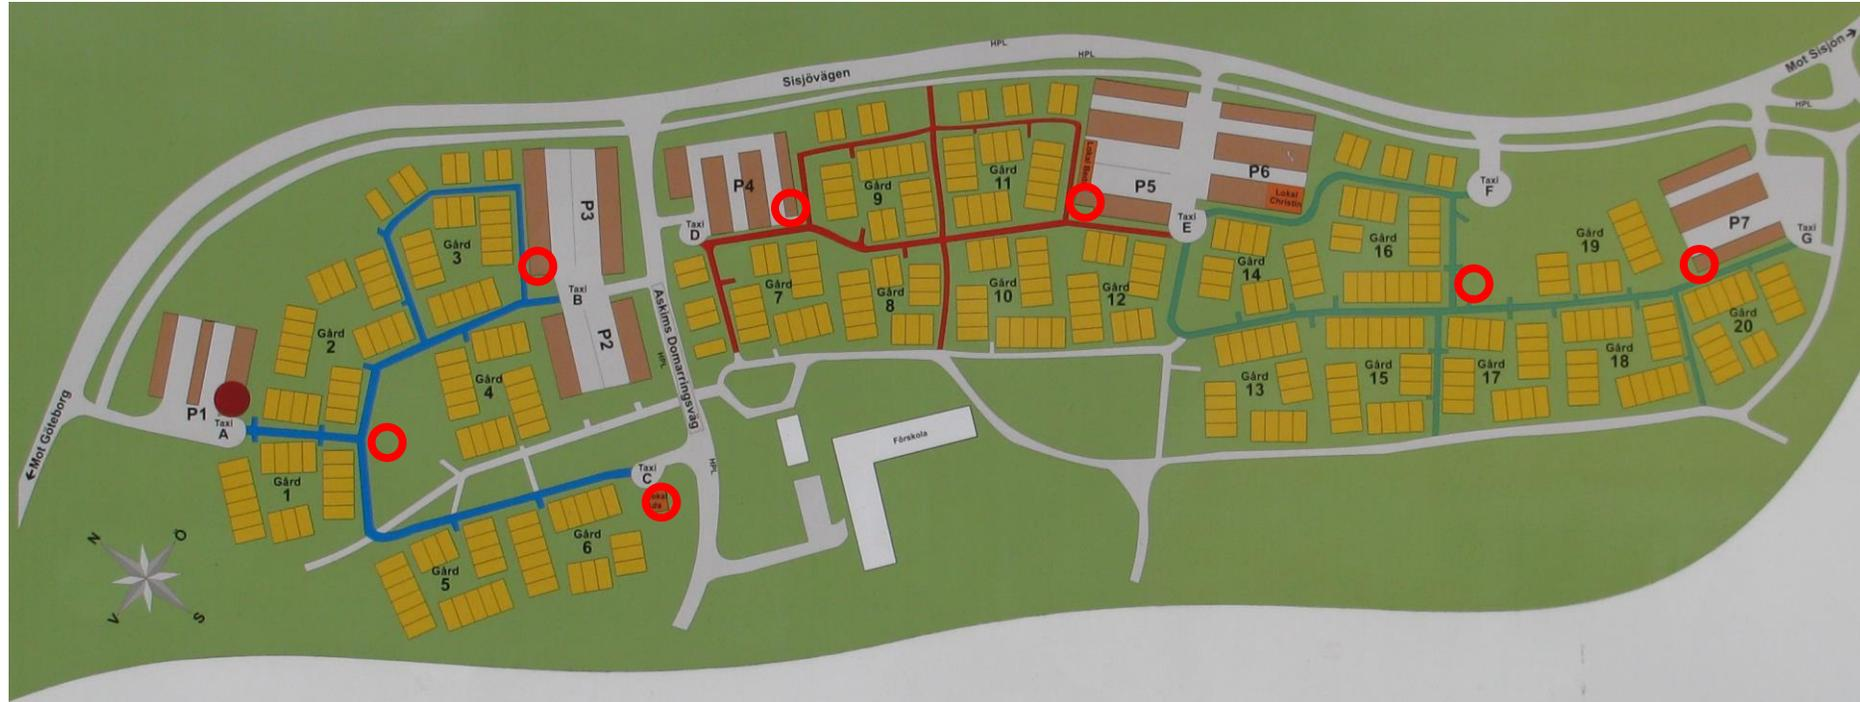 HPL
HPL
Mot Sisjön
Sisjövägen
HPL
P4
P3
Gård
9
Gård
11
Lokal
P5
P6
Lokal
Christin
Taxi
F
P7
Taxi
D
Taxi
E
Taxi
G
Gård
3
Gård
16
Gård
19
Gård
14
Taxi
B
Gård
7
Gård
8
Gård
10
Gård
12
Gård
20
Gård
2
P2
HPL
Askims Domarringsväg
Gård
4
Gård
13
Gård
15
Gård
17
Gård
18
Mot Göteborg
P1
Taxi
A
Förskola
Taxi
C
HPL
Gård
1
Gård
6
Gård
5
N
Ö
V
S